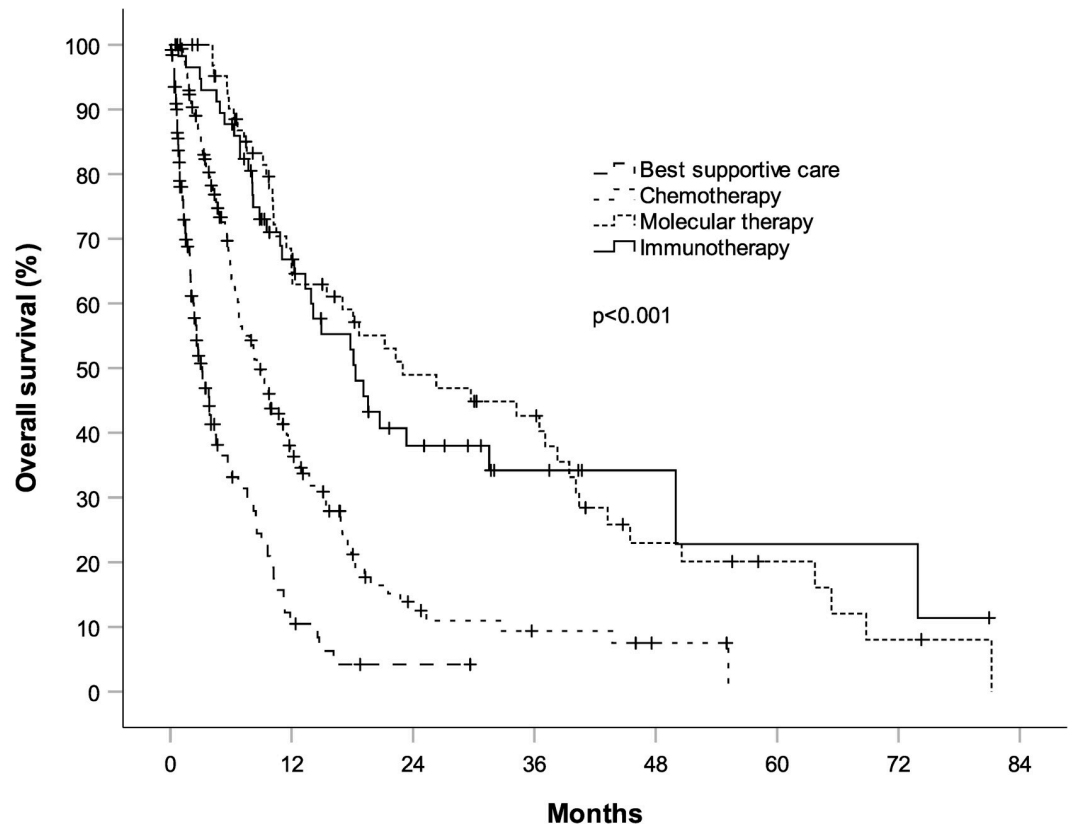 Overall survival (%)
100
90
80
70
60
50
40
30
20
10
0
Best supportive care
Chemotherapy
Molecular therapy
Immunotherapy
p<0.001
0 12 24 36 48 60 72 84
Months